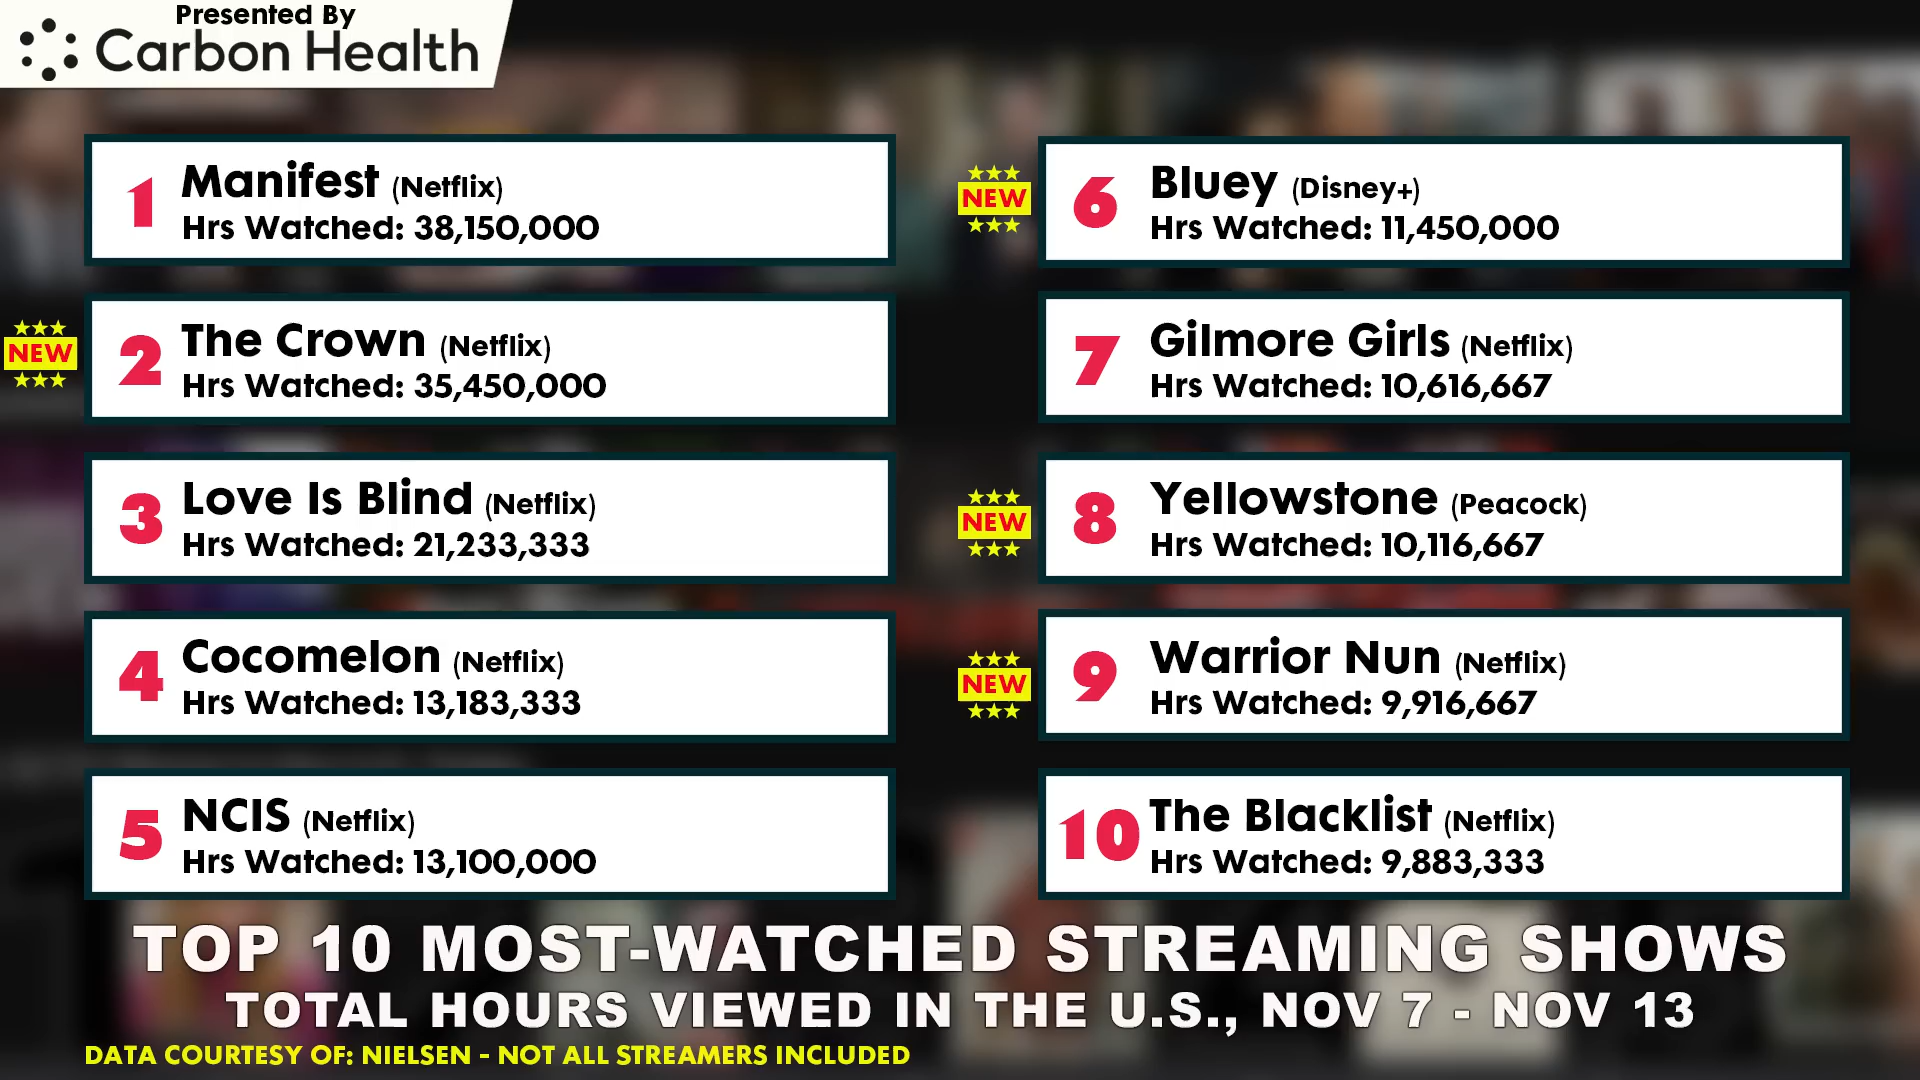 Presented By
Carbon Health
1
Manifest (Netflix)
Hrs Watched: 38,150,000
★★★
NEW
★★★
2
The Crown (Netflix)
Hrs Watched: 35,450,000
3
Love Is Blind (Netflix)
Hrs Watched: 21,233,333
4
Cocomelon (Netflix)
Hrs Watched: 13,183,333
5
NCIS (Netflix)
Hrs Watched: 13,100,000
★★★
NEW
★★★
6
Bluey (Disney+)
Hrs Watched: 11,450,000
7
Gilmore Girls (Netflix)
Hrs Watched: 10,616,667
★★★
NEW
★★★
8
Yellowstone (Peacock)
Hrs Watched: 10,116,667
★★★
NEW
★★★
9
Warrior Nun (Netflix)
Hrs Watched: 9,916,667
10
The Blacklist (Netflix)
Hrs Watched: 9,883,333
TOP 10 MOST-WATCHED STREAMING SHOWS
TOTAL HOURS VIEWED IN THE U.S., NOV 7 - NOV 13
DATA COURTESY OF: NIELSEN - NOT ALL STREAMERS INCLUDED